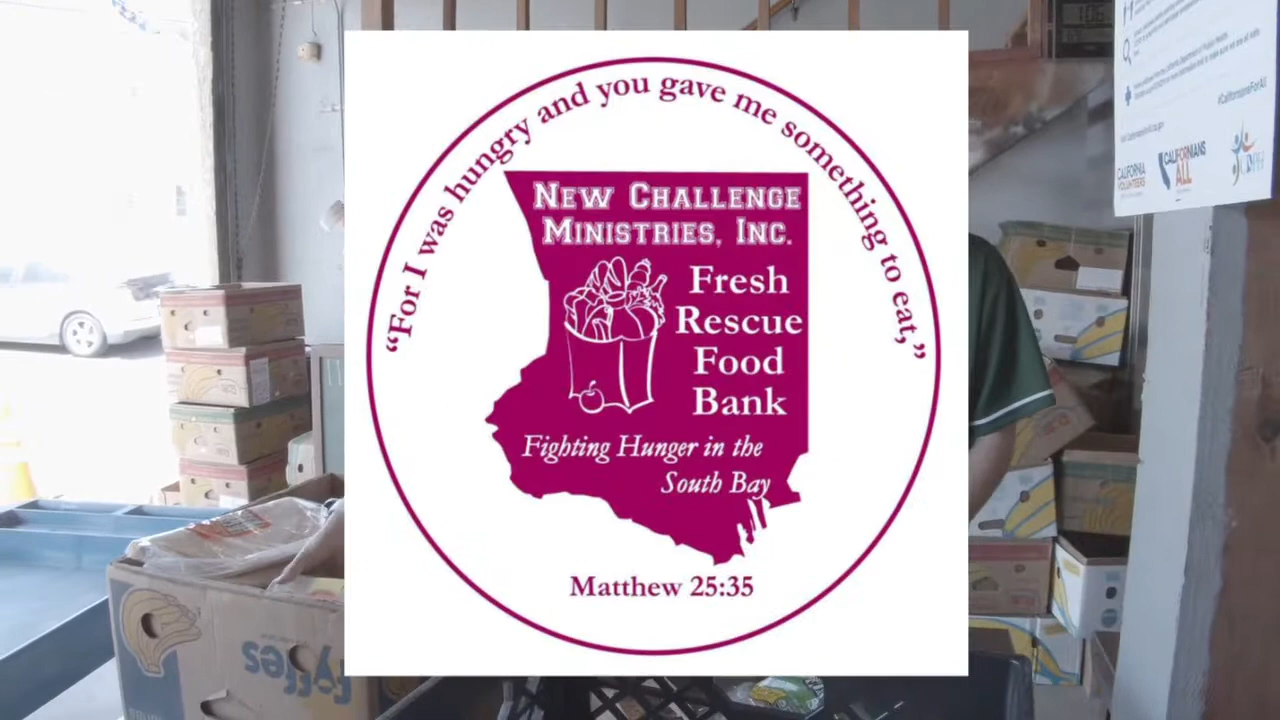 “For I was hungry and you gave me something to eat,”
NEW CHALLENGE
MINISTRIES, INC.
Fresh
Rescue
Food
Bank
Fighting Hunger in the
South Bay
Matthew 25:35
#CaliforniansForAll
CALIFORNIA
VOLUNTEERS
CALIFORNIANS
ALL
fyffes